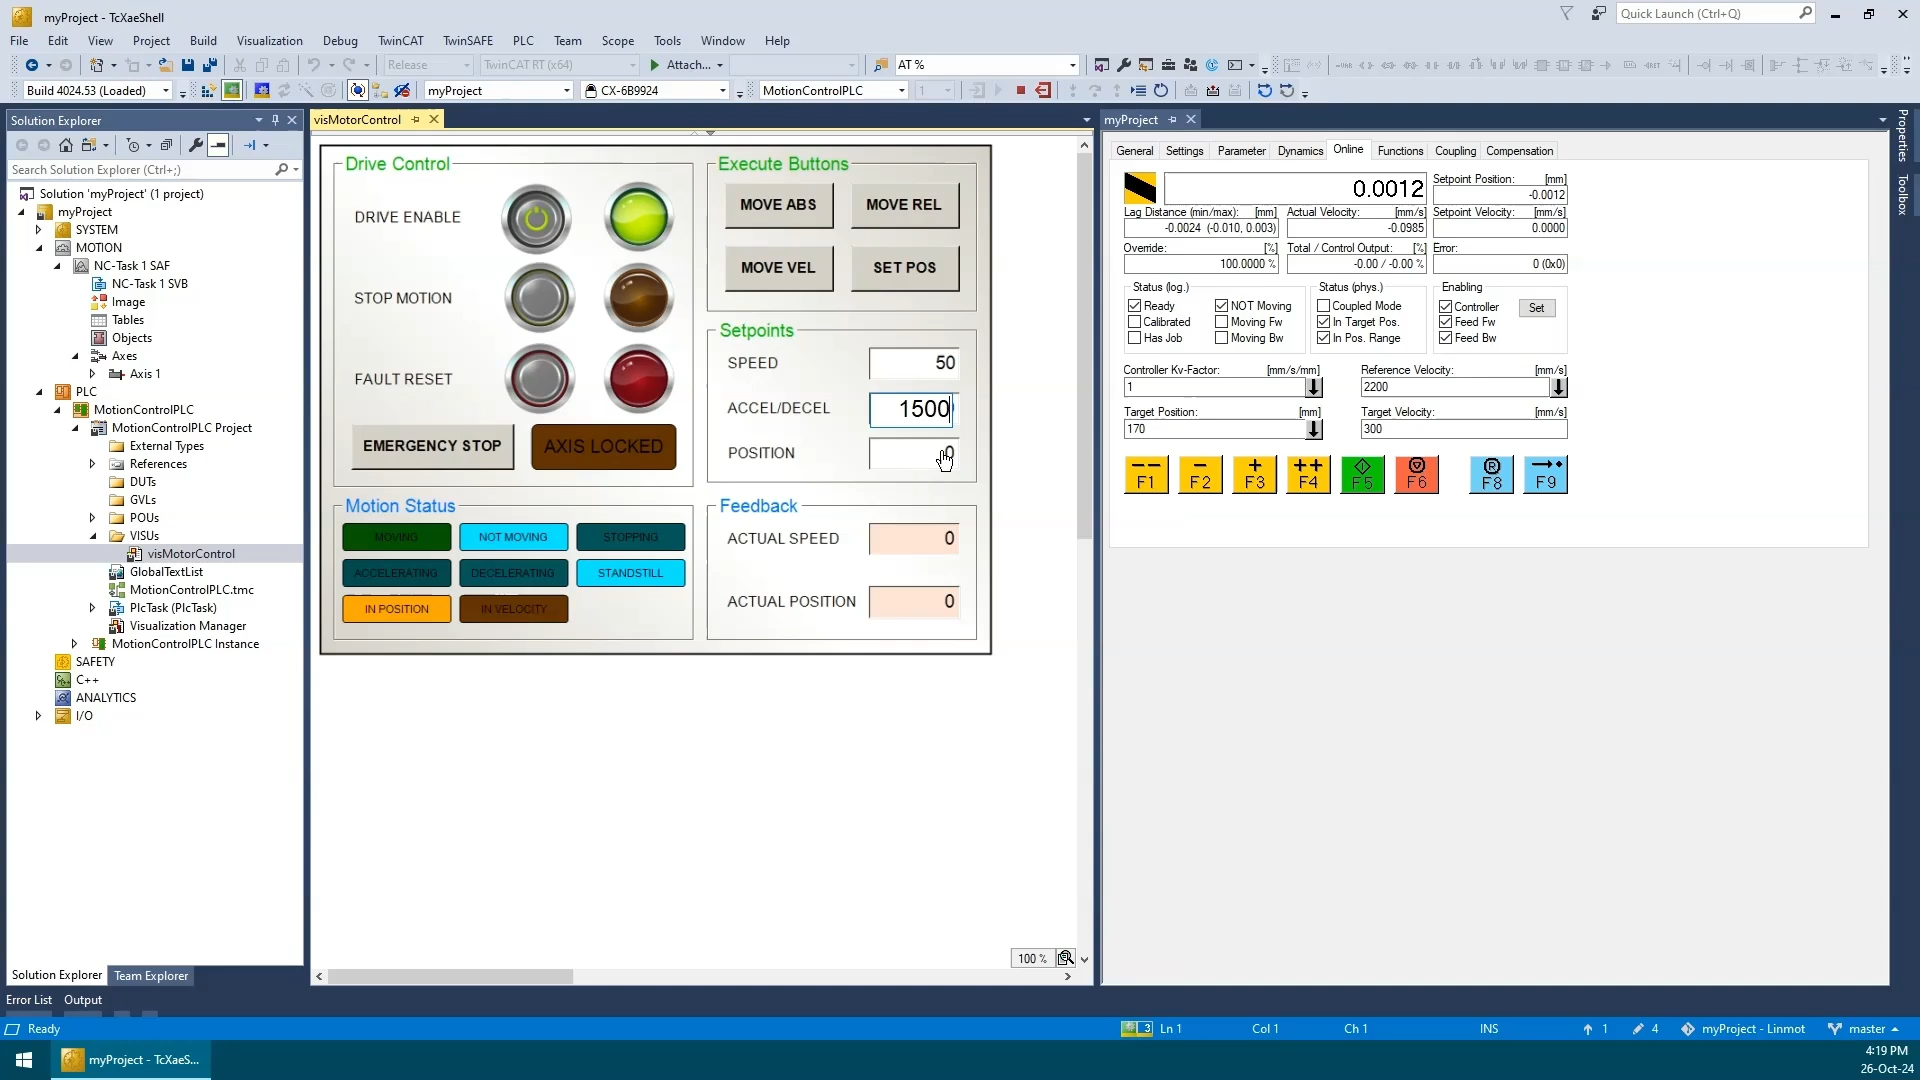 myProject - TcXaeShell
Quick Launch (Ctrl+Q)
File Edit View Project Build Visualization Debug TwinCAT TwinSAFE PLC Team Scope Tools Window Help
Release TwinCAT RT (x64) Attach... AT %
Build 4024.53 (Loaded) myProject CX-6B9924 MotionControlPLC 1
Solution Explorer
Search Solution Explorer (Ctrl+;)
Solution 'myProject' (1 project)
myProject
SYSTEM
MOTION
NC-Task 1 SAF
NC-Task 1 SVB
Image
Tables
Objects
Axes
Axis 1
PLC
MotionControlPLC
MotionControlPLC Project
External Types
References
DUTs
GVLs
POUs
VISUs
visMotorControl
GlobalTextList
MotionControlPLC.tmc
PlcTask (PlcTask)
Visualization Manager
MotionControlPLC Instance
SAFETY
C++
ANALYTICS
I/O
Solution Explorer Team Explorer
visMotorControl
Drive Control
DRIVE ENABLE
STOP MOTION
FAULT RESET
EMERGENCY STOP AXIS LOCKED
Execute Buttons
MOVE ABS MOVE REL
MOVE VEL SET POS
Setpoints
SPEED 50
ACCEL/DECEL 1500
POSITION 0
Motion Status
MOVING NOT MOVING STOPPING
ACCELERATING DECELERATING STANDSTILL
IN POSITION IN VELOCITY
Feedback
ACTUAL SPEED 0
ACTUAL POSITION 0
100 %
myProject
General Settings Parameter Dynamics Online Functions Coupling Compensation
0.0012
Setpoint Position: [mm]
-0.0012
Lag Distance (min/max): [mm] Actual Velocity: [mm/s] Setpoint Velocity: [mm/s]
-0.0024 (-0.010, 0.003) -0.0985 0.0000
Override: [%] Total / Control Output: [%] Error:
100.0000 % -0.00 / -0.00 % 0 (0x0)
Status (log.) Status (phys.) Enabling
Ready NOT Moving Coupled Mode Controller Set
Calibrated Moving Fw In Target Pos. Feed Fw
Has Job Moving Bw In Pos. Range Feed Bw
Controller Kv-Factor: [mm/s/mm] Reference Velocity: [mm/s]
1 2200
Target Position: [mm] Target Velocity: [mm/s]
170 300
-- - + ++
F1 F2 F3 F4 F5 F6 F8 F9
Properties
Toolbox
Error List Output
Ready 3 Ln 1 Col 1 Ch 1 INS 1 4 myProject - Linmot master
myProject - TcXaeS...
4:19 PM
26-Oct-24